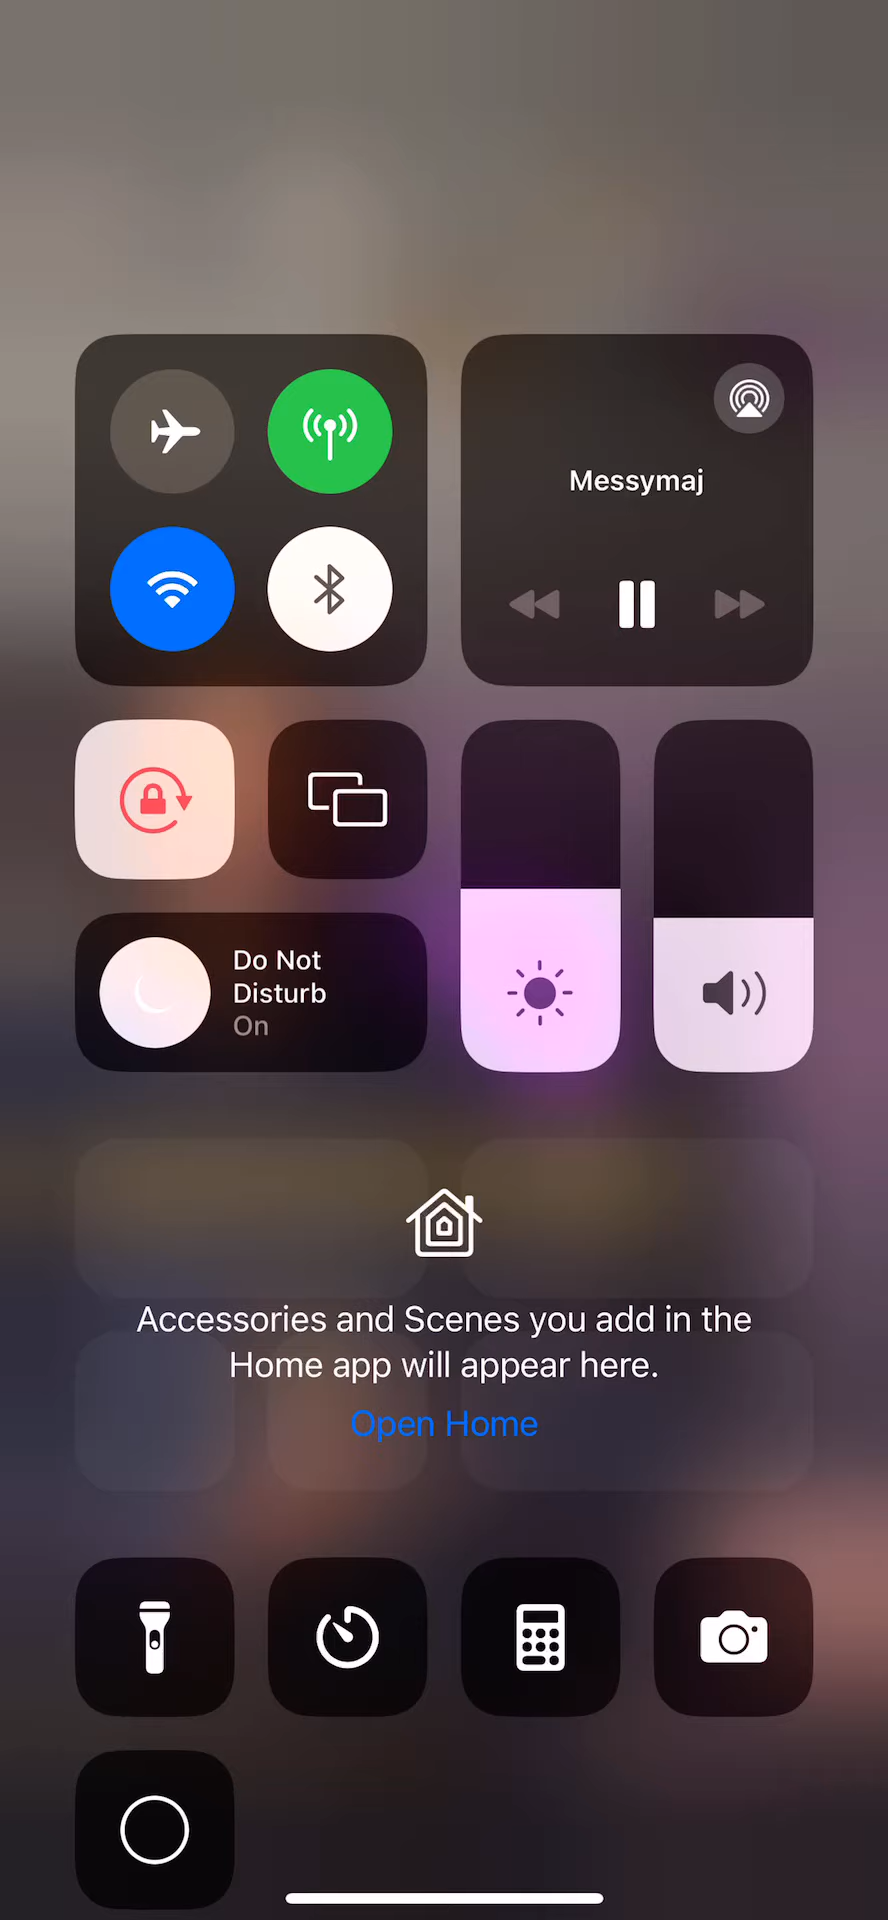 Messymaj
Do Not
Disturb
On
Accessories and Scenes you add in the
Home app will appear here.
Open Home